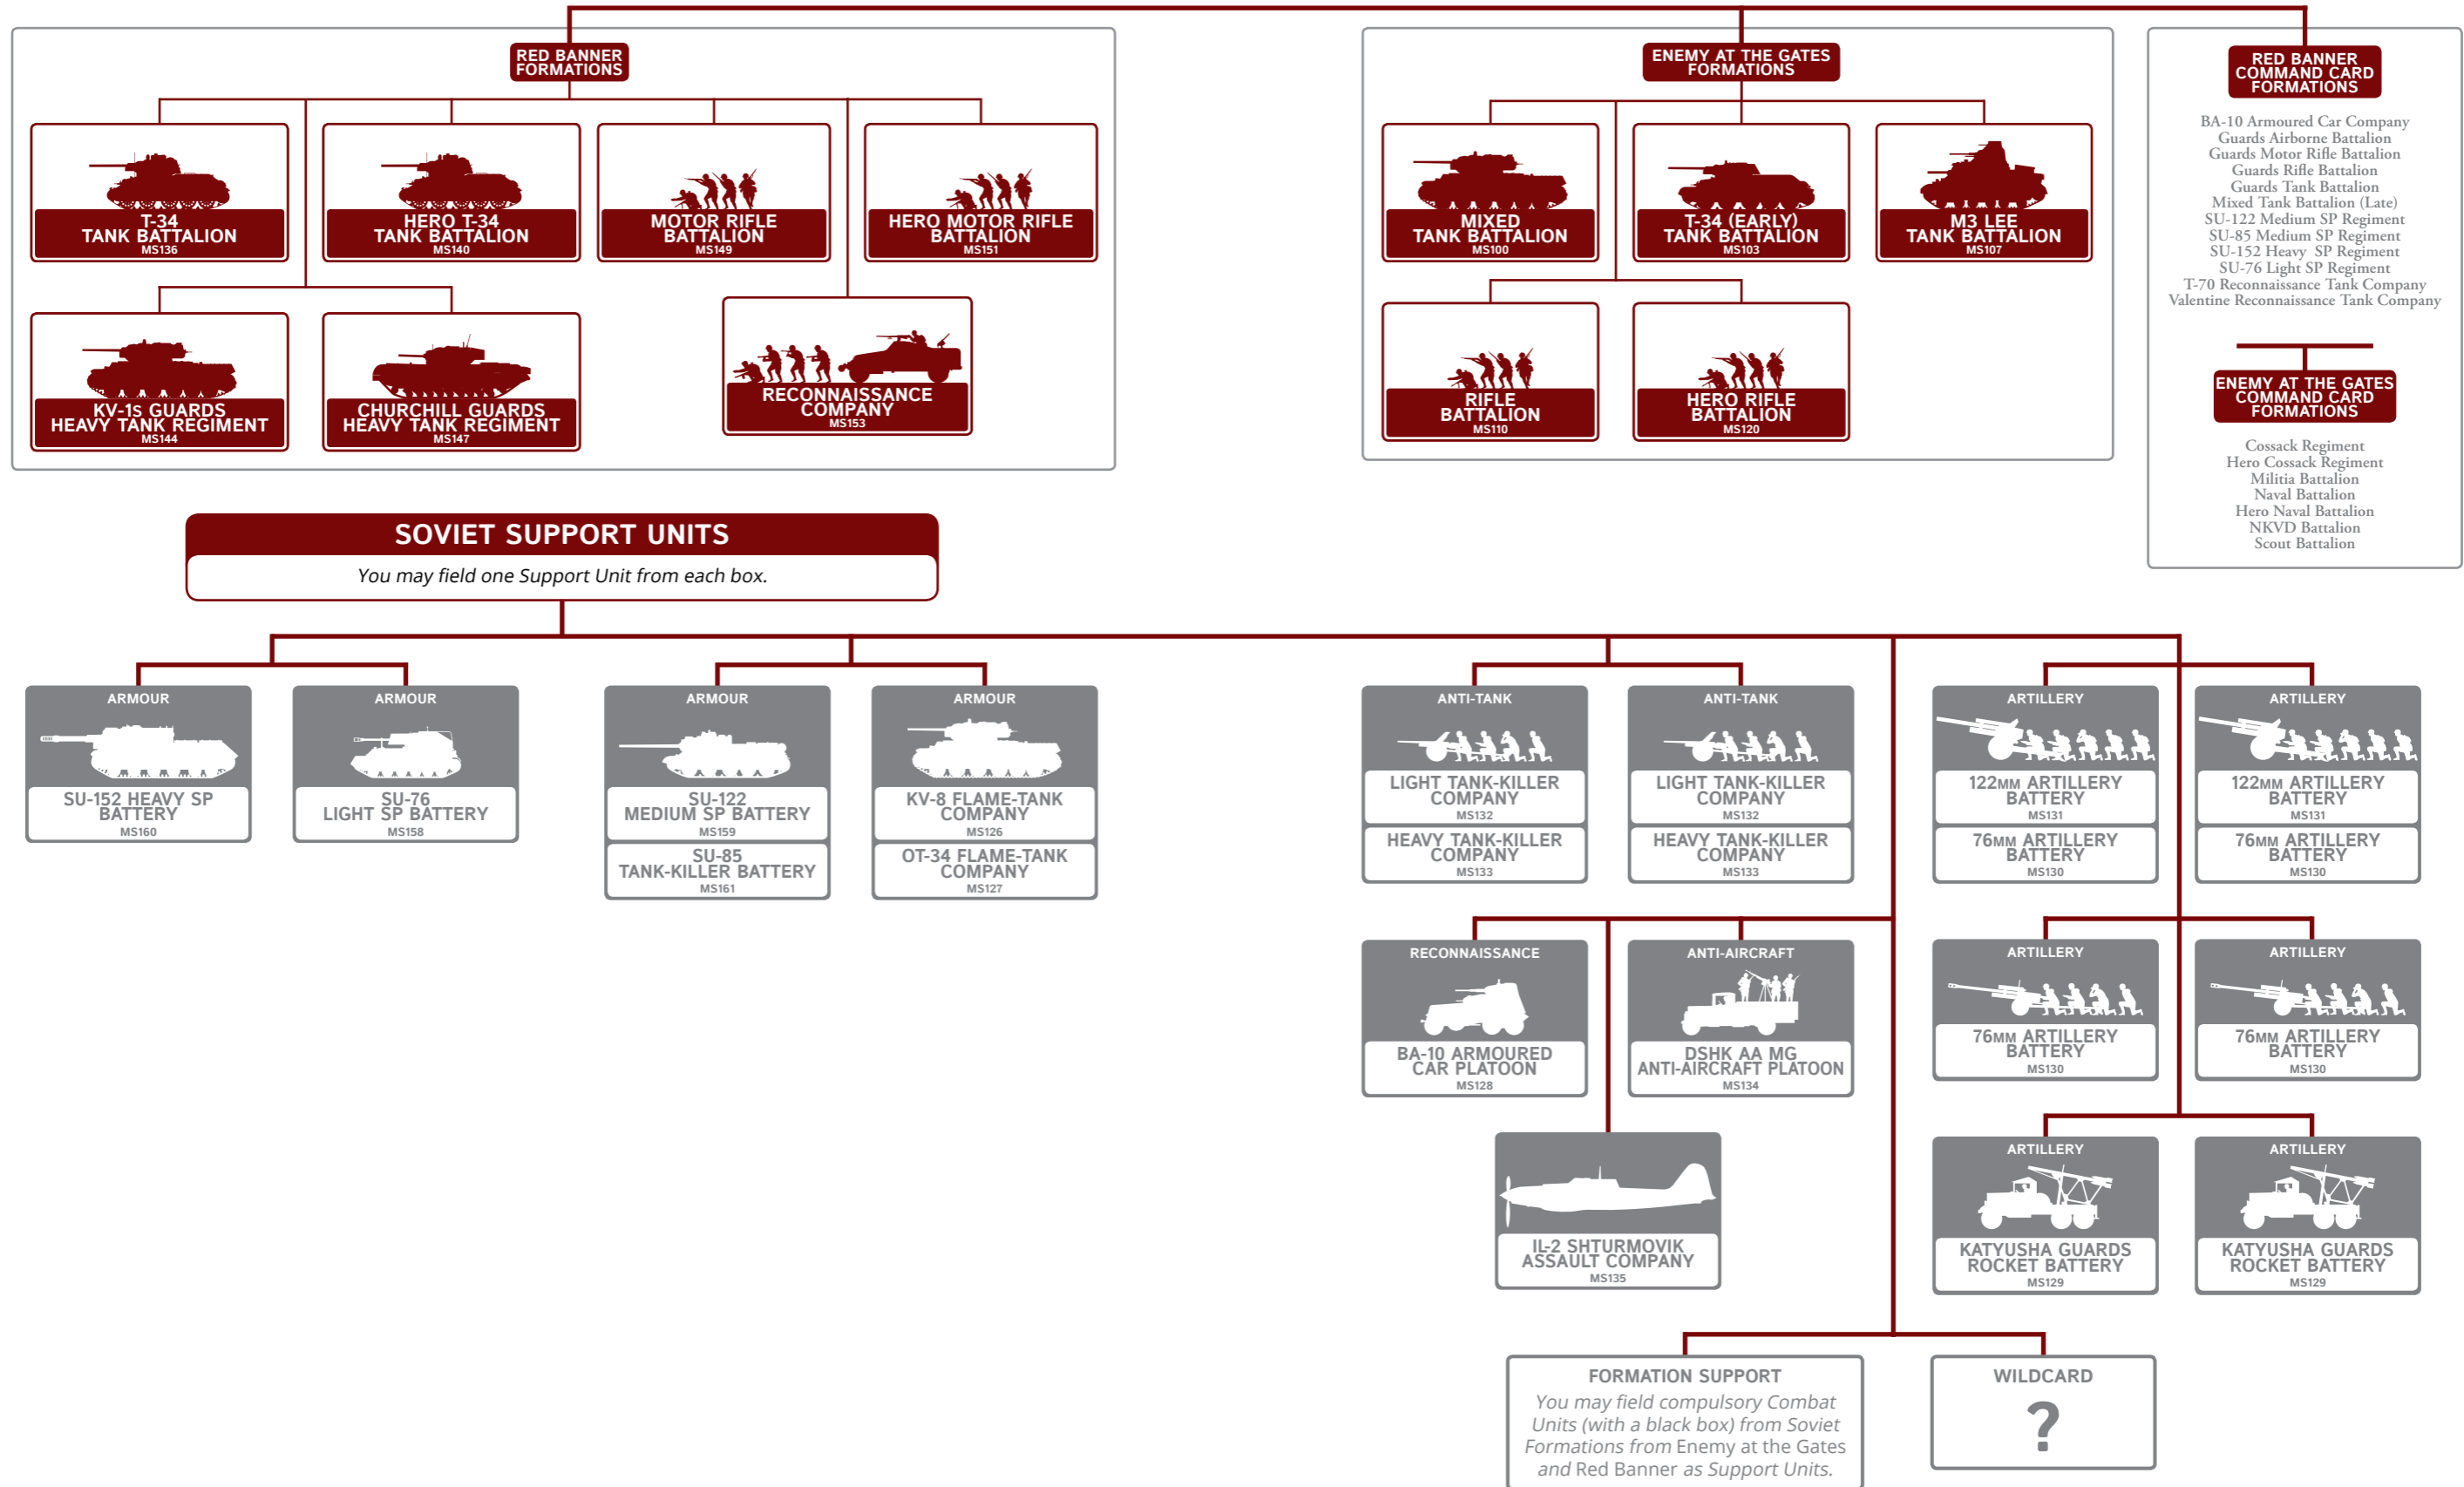 RED BANNER
FORMATIONS
T-34
TANK BATTALION
MS136
HERO T-34
TANK BATTALION
MS140
MOTOR RIFLE
BATTALION
MS149
HERO MOTOR RIFLE
BATTALION
MS151
KV-1s GUARDS
HEAVY TANK REGIMENT
MS144
CHURCHILL GUARDS
HEAVY TANK REGIMENT
MS147
RECONNAISSANCE
COMPANY
MS153
ENEMY AT THE GATES
FORMATIONS
MIXED
TANK BATTALION
MS100
T-34 (EARLY)
TANK BATTALION
MS103
M3 LEE
TANK BATTALION
MS107
RIFLE
BATTALION
MS110
HERO RIFLE
BATTALION
MS120
RED BANNER
COMMAND CARD
FORMATIONS
BA-10 Armoured Car Company
Guards Airborne Battalion
Guards Motor Rifle Battalion
Guards Rifle Battalion
Guards Tank Battalion
Mixed Tank Battalion (Late)
SU-122 Medium SP Regiment
SU-85 Medium SP Regiment
SU-152 Heavy SP Regiment
SU-76 Light SP Regiment
T-70 Reconnaissance Tank Company
Valentine Reconnaissance Tank Company
ENEMY AT THE GATES
COMMAND CARD
FORMATIONS
Cossack Regiment
Hero Cossack Regiment
Militia Battalion
Naval Battalion
Hero Naval Battalion
NKVD Battalion
Scout Battalion
SOVIET SUPPORT UNITS
You may field one Support Unit from each box.
ARMOUR
SU-152 HEAVY SP
BATTERY
MS160
ARMOUR
SU-76
LIGHT SP BATTERY
MS158
ARMOUR
SU-122
MEDIUM SP BATTERY
MS159
SU-85
TANK-KILLER BATTERY
MS161
ARMOUR
KV-8 FLAME-TANK
COMPANY
MS126
OT-34 FLAME-TANK
COMPANY
MS127
ANTI-TANK
LIGHT TANK-KILLER
COMPANY
MS132
HEAVY TANK-KILLER
COMPANY
MS133
ANTI-TANK
LIGHT TANK-KILLER
COMPANY
MS132
HEAVY TANK-KILLER
COMPANY
MS133
ARTILLERY
122MM ARTILLERY
BATTERY
MS131
76MM ARTILLERY
BATTERY
MS130
ARTILLERY
122MM ARTILLERY
BATTERY
MS131
76MM ARTILLERY
BATTERY
MS130
RECONNAISSANCE
BA-10 ARMOURED
CAR PLATOON
MS128
ANTI-AIRCRAFT
DSHK AA MG
ANTI-AIRCRAFT PLATOON
MS134
ARTILLERY
76MM ARTILLERY
BATTERY
MS130
ARTILLERY
76MM ARTILLERY
BATTERY
MS130
IL-2 SHTURMOVIK
ASSAULT COMPANY
MS135
ARTILLERY
KATYUSHA GUARDS
ROCKET BATTERY
MS129
ARTILLERY
KATYUSHA GUARDS
ROCKET BATTERY
MS129
FORMATION SUPPORT
You may field compulsory Combat
Units (with a black box) from Soviet
Formations from Enemy at the Gates
and Red Banner as Support Units.
WILDCARD
?